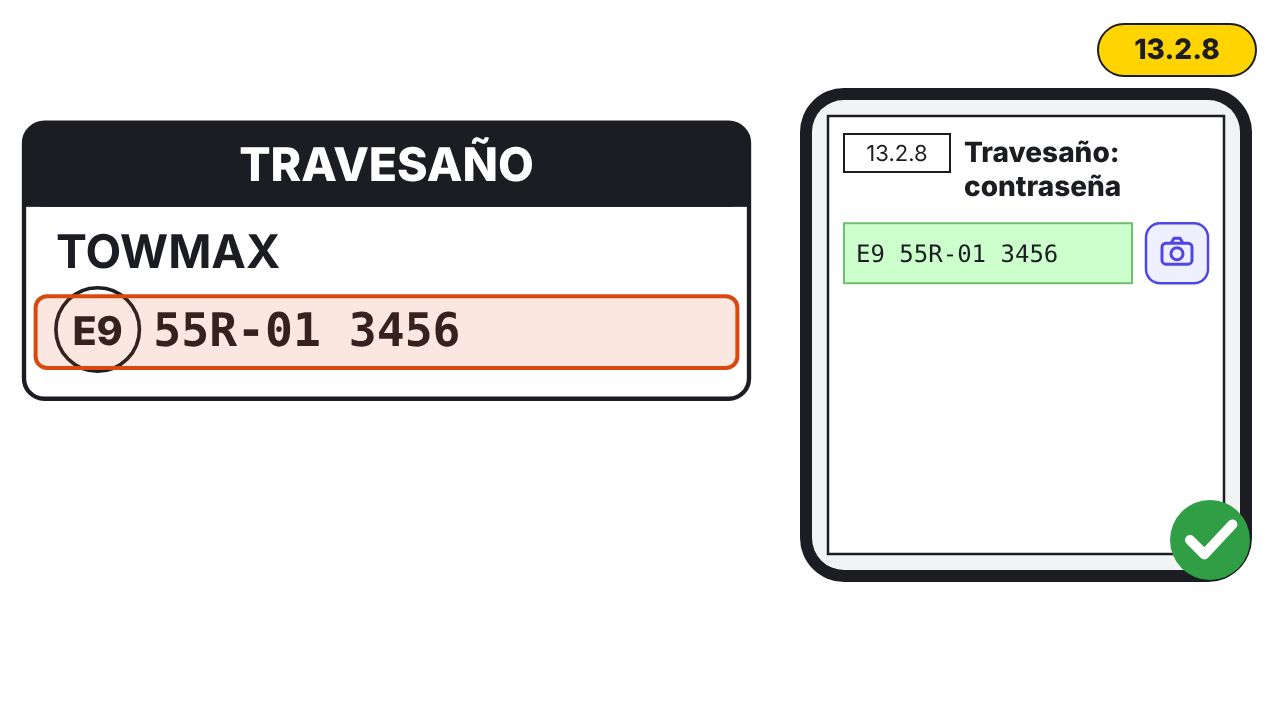 13.2.8
TRAVESAÑO
TOWMAX
E9 55R-01 3456
13.2.8
Travesaño:
contraseña
E9 55R-01 3456